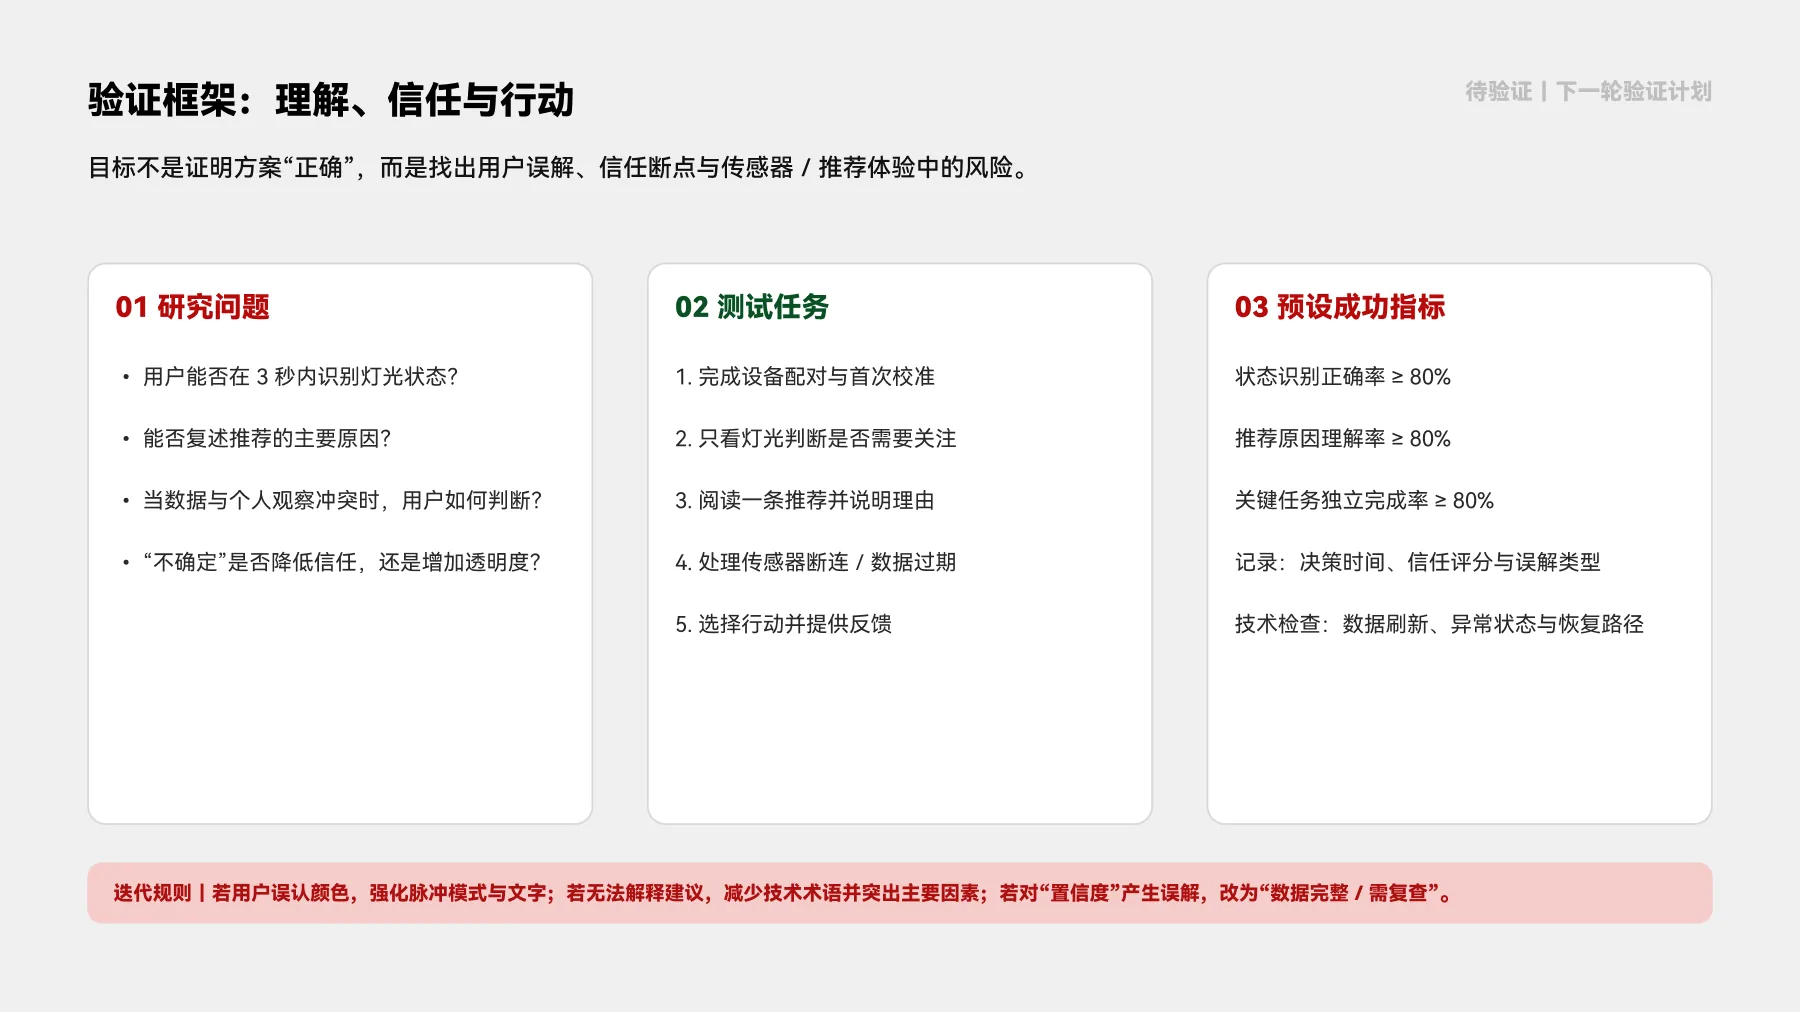 验证框架：理解、信任与行动
待验证丨下一轮验证计划
目标不是证明方案“正确”，而是找出用户误解、信任断点与传感器 / 推荐体验中的风险。
01 研究问题
• 用户能否在 3 秒内识别灯光状态？
• 能否复述推荐的主要原因？
• 当数据与个人观察冲突时，用户如何判断？
• “不确定”是否降低信任，还是增加透明度？
02 测试任务
1. 完成设备配对与首次校准
2. 只看灯光判断是否需要关注
3. 阅读一条推荐并说明理由
4. 处理传感器断连 / 数据过期
5. 选择行动并提供反馈
03 预设成功指标
状态识别正确率 ≥ 80%
推荐原因理解率 ≥ 80%
关键任务独立完成率 ≥ 80%
记录：决策时间、信任评分与误解类型
技术检查：数据刷新、异常状态与恢复路径
迭代规则丨若用户误认颜色，强化脉冲模式与文字；若无法解释建议，减少技术术语并突出主要因素；若对“置信度”产生误解，改为“数据完整 / 需复查”。